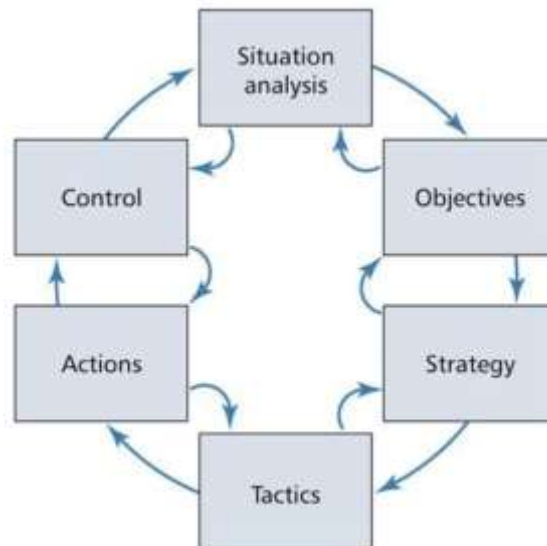 Situation
analysis
Objectives
Strategy
Tactics
Actions
Control